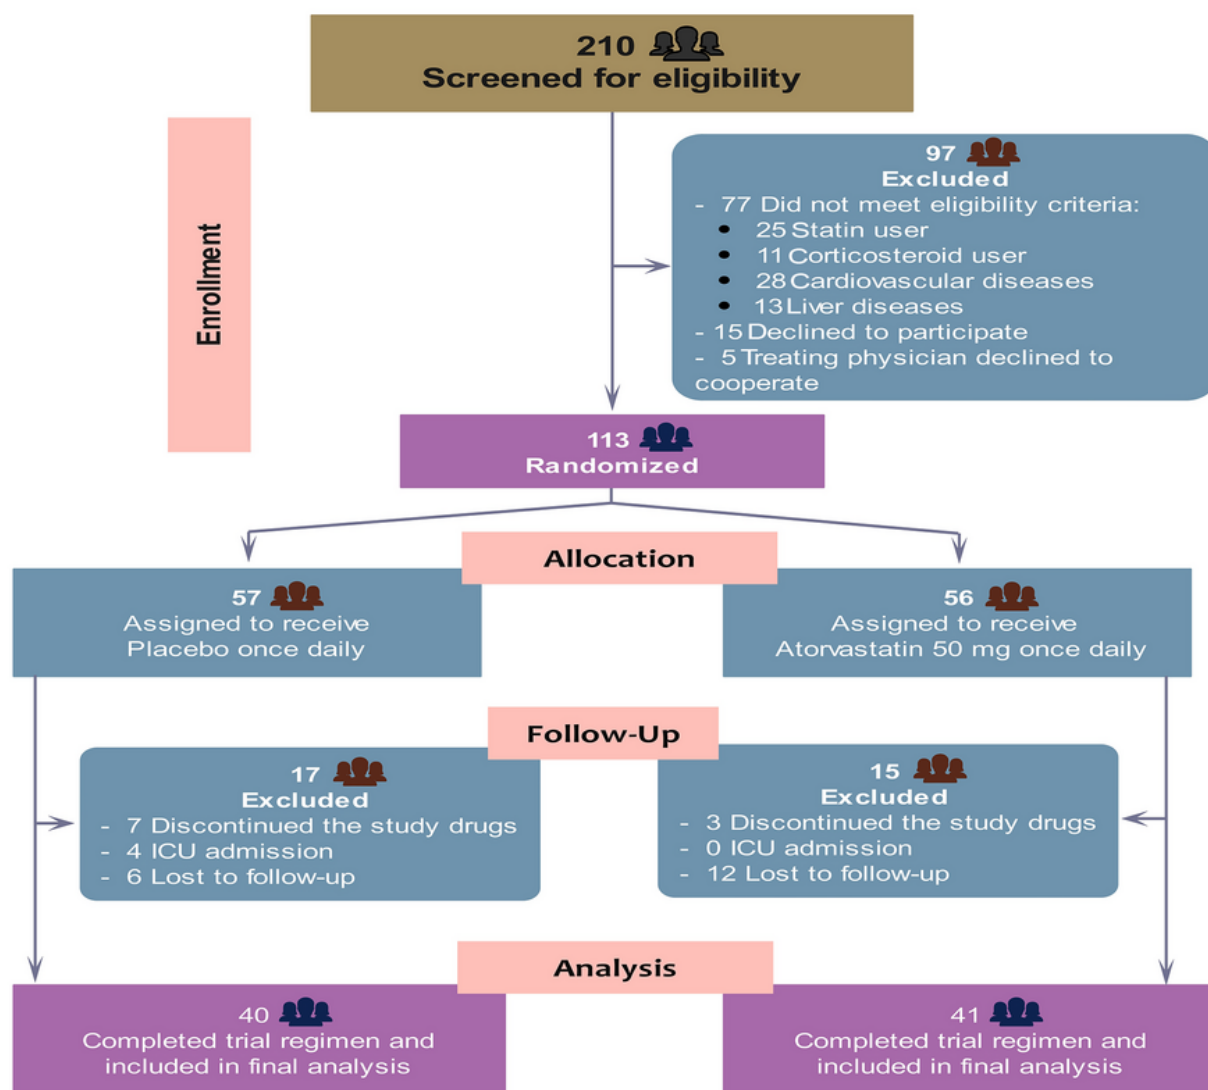 210
Screened for eligibility
Enrollment
97
Excluded
- 77 Did not meet eligibility criteria:
• 25 Statin user
• 11 Corticosteroid user
• 28 Cardiovascular diseases
• 13 Liver diseases
- 15 Declined to participate
- 5 Treating physician declined to
cooperate
113
Randomized
Allocation
57
Assigned to receive
Placebo once daily
56
Assigned to receive
Atorvastatin 50 mg once daily
Follow-Up
17
Excluded
- 7 Discontinued the study drugs
- 4 ICU admission
- 6 Lost to follow-up
15
Excluded
- 3 Discontinued the study drugs
- 0 ICU admission
- 12 Lost to follow-up
Analysis
40
Completed trial regimen and
included in final analysis
41
Completed trial regimen and
included in final analysis